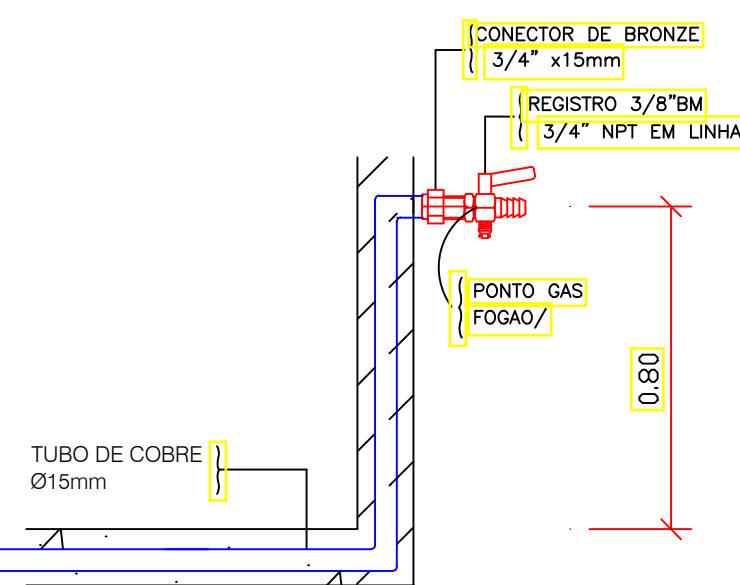 CONECTOR DE BRONZE
3/4" x15mm
REGISTRO 3/8"BM
3/4" NPT EM LINHA
PONTO GAS
FOGAO/
0.80
TUBO DE COBRE
Ø15mm